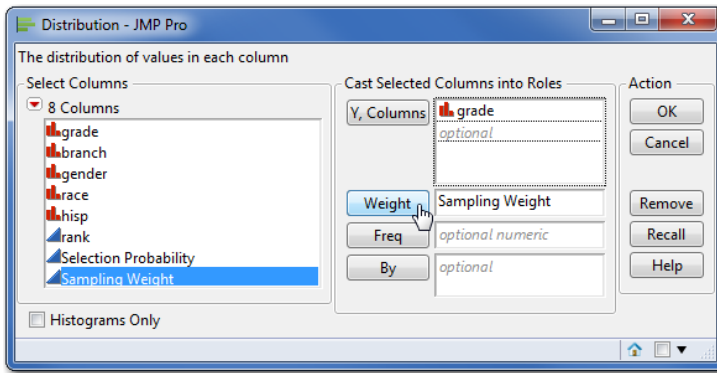 Distribution - JMP Pro
The distribution of values in each column
Select Columns
8 Columns
grade
branch
gender
race
hisp
rank
Selection Probability
Sampling Weight
Histograms Only
Cast Selected Columns into Roles
Y, Columns
grade
optional
Weight
Sampling Weight
Freq
optional numeric
By
optional
Action
OK
Cancel
Remove
Recall
Help